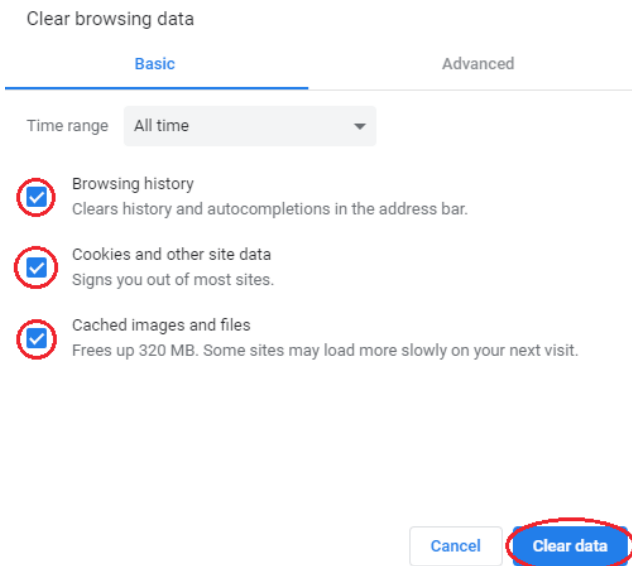 Clear browsing data
Basic Advanced
Time range All time
Browsing history
Clears history and autocompletions in the address bar.
Cookies and other site data
Signs you out of most sites.
Cached images and files
Frees up 320 MB. Some sites may load more slowly on your next visit.
Cancel Clear data